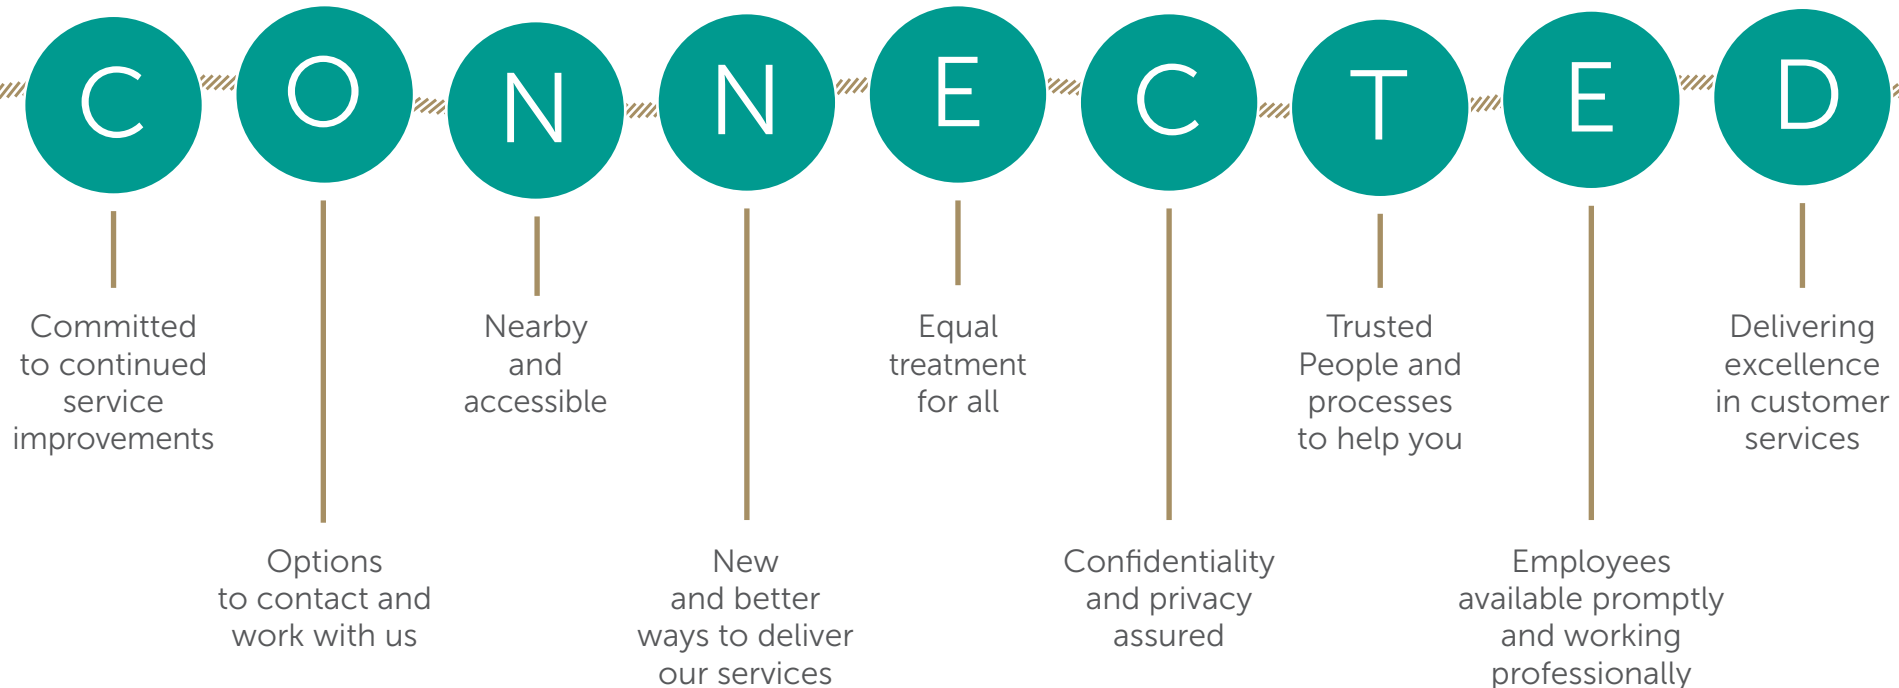 C O N N E C T E D
Committed
to continued
service
improvements
Options
to contact and
work with us
Nearby
and
accessible
New
and better
ways to deliver
our services
Equal
treatment
for all
Confidentiality
and privacy
assured
Trusted
People and
processes
to help you
Employees
available promptly
and working
professionally
Delivering
excellence
in customer
services